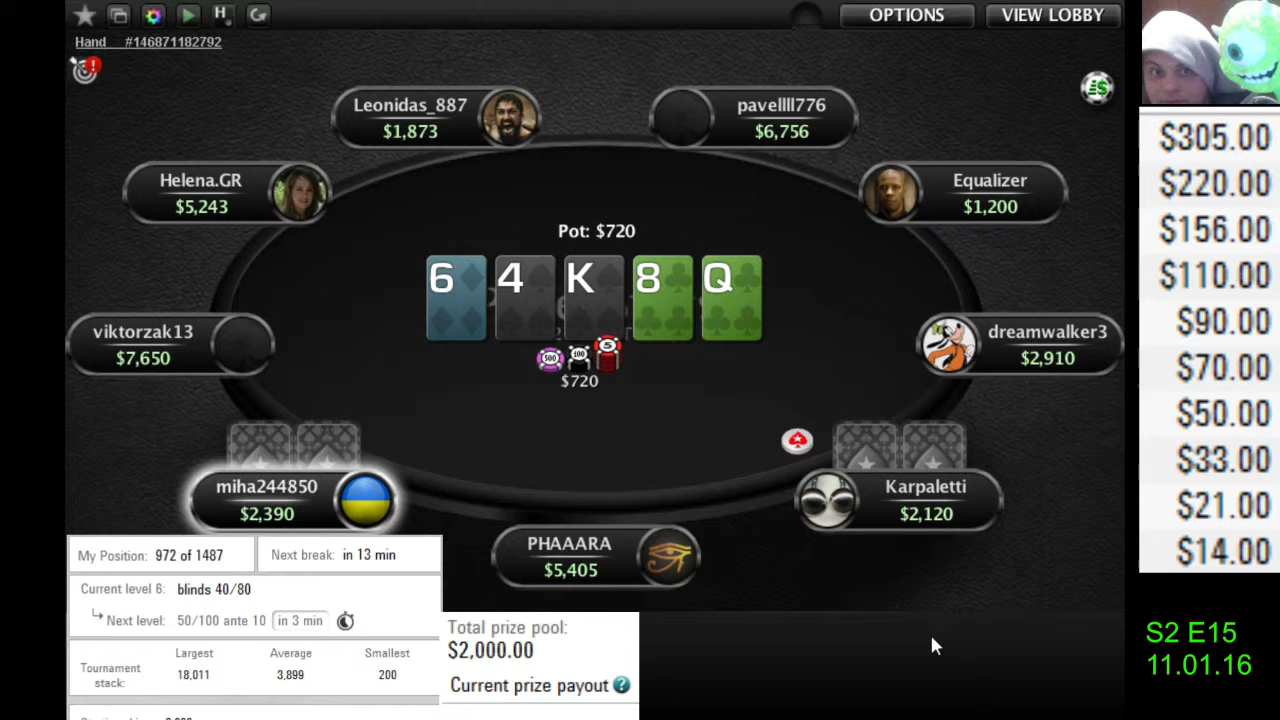 H
OPTIONS
VIEW LOBBY
Hand #146871182792
Leonidas_887
$1,873
pavellll776
$6,756
Helena.GR
$5,243
Equalizer
$1,200
Pot: $720
6 4 K 8 Q
viktorzak13
$7,650
dreamwalker3
$2,910
500 100 5
$720
miha244850
$2,390
Karpaletti
$2,120
PHAAARA
$5,405
My Position: 972 of 1487
Next break: in 13 min
Current level 6: blinds 40/80
Next level: 50/100 ante 10 in 3 min
Largest Average Smallest
Tournament stack: 18,011 3,899 200
Total prize pool:
$2,000.00
Current prize payout ?
$305.00
$220.00
$156.00
$110.00
$90.00
$70.00
$50.00
$33.00
$21.00
$14.00
S2 E15
11.01.16